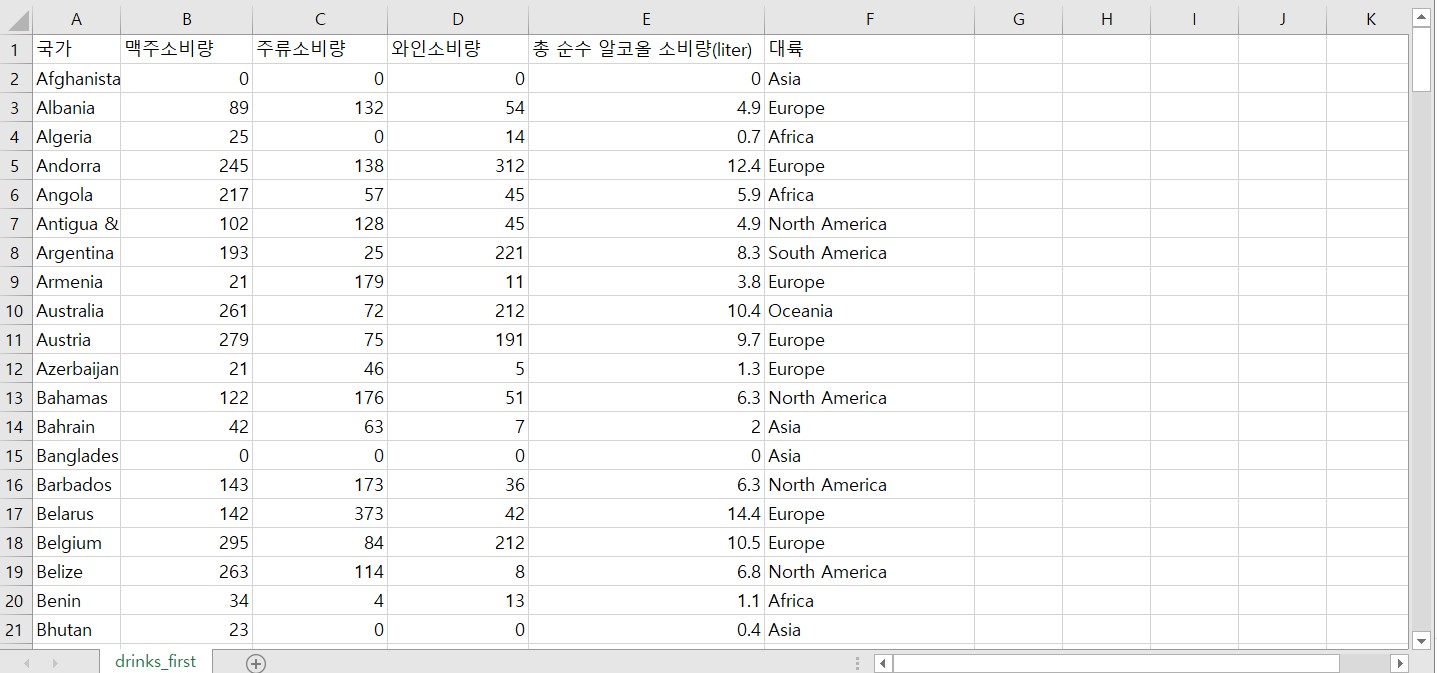 A B C D E F G H I J K
1 국가 맥주소비량 주류소비량 와인소비량 총 순수 알코올 소비량(liter) 대륙
2 Afghanista 0 0 0 0 Asia
3 Albania 89 132 54 4.9 Europe
4 Algeria 25 0 14 0.7 Africa
5 Andorra 245 138 312 12.4 Europe
6 Angola 217 57 45 5.9 Africa
7 Antigua & 102 128 45 4.9 North America
8 Argentina 193 25 221 8.3 South America
9 Armenia 21 179 11 3.8 Europe
10 Australia 261 72 212 10.4 Oceania
11 Austria 279 75 191 9.7 Europe
12 Azerbaijan 21 46 5 1.3 Europe
13 Bahamas 122 176 51 6.3 North America
14 Bahrain 42 63 7 2 Asia
15 Banglades 0 0 0 0 Asia
16 Barbados 143 173 36 6.3 North America
17 Belarus 142 373 42 14.4 Europe
18 Belgium 295 84 212 10.5 Europe
19 Belize 263 114 8 6.8 North America
20 Benin 34 4 13 1.1 Africa
21 Bhutan 23 0 0 0.4 Asia
drinks_first